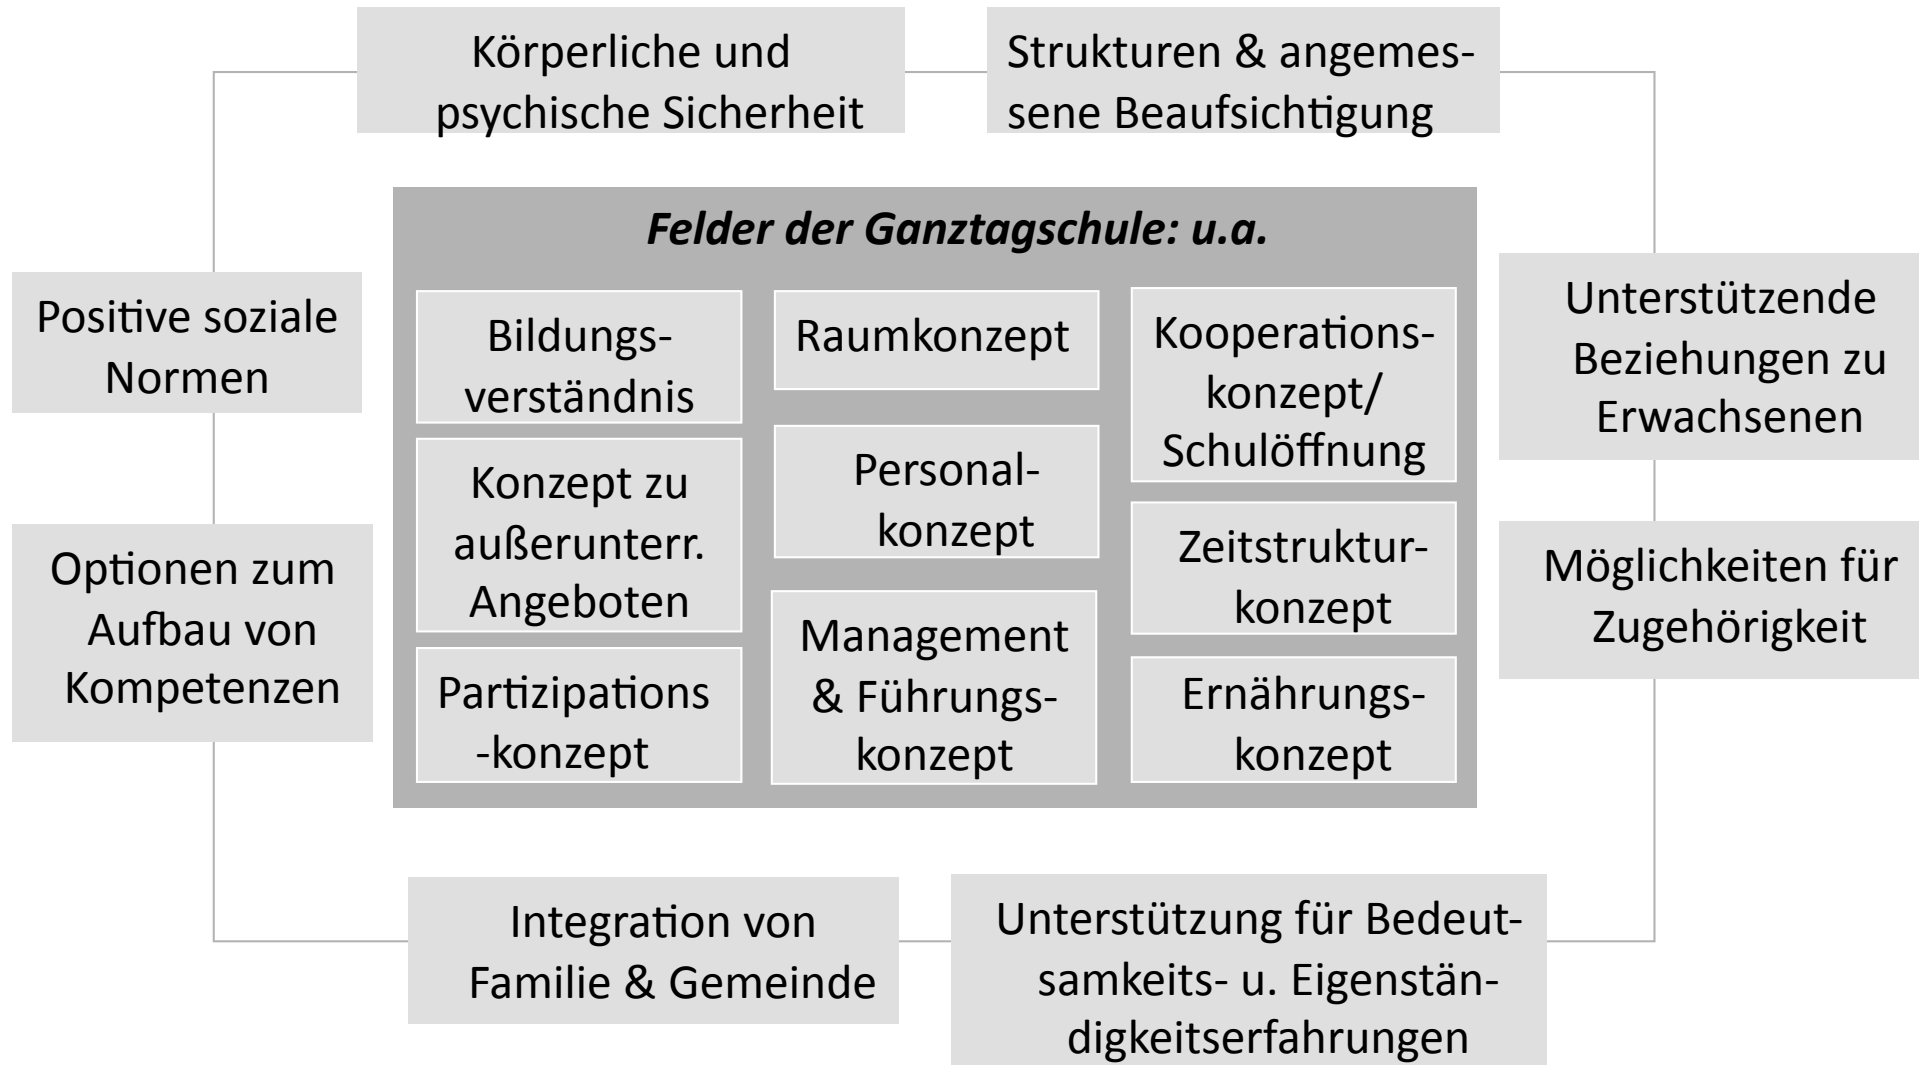 Körperliche und
psychische Sicherheit
Strukturen & angemes-
sene Beaufsichtigung
Felder der Ganztagschule: u.a.
Positive soziale
Normen
Optionen zum
Aufbau von
Kompetenzen
Bildungs-
verständnis
Konzept zu
außerunterr.
Angeboten
Partizipations
-konzept
Raumkonzept
Personal-
konzept
Management
& Führungs-
konzept
Kooperations-
konzept/
Schulöffnung
Zeitstruktur-
konzept
Ernährungs-
konzept
Unterstützende
Beziehungen zu
Erwachsenen
Möglichkeiten für
Zugehörigkeit
Integration von
Familie & Gemeinde
Unterstützung für Bedeut-
samkeits- u. Eigenstän-
digkeitserfahrungen